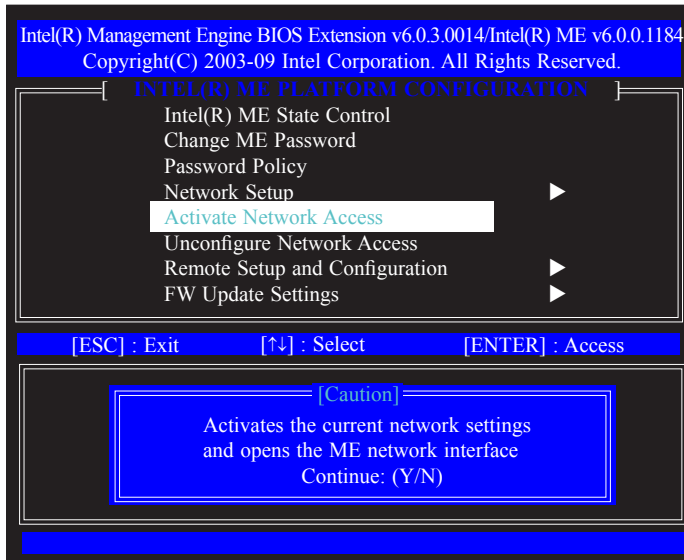 Intel(R) Management Engine BIOS Extension v6.0.3.0014/Intel(R) ME v6.0.0.1184
Copyright(C) 2003-09 Intel Corporation. All Rights Reserved.
[ INTEL(R) ME PLATFORM CONFIGURATION ]
Intel(R) ME State Control
Change ME Password
Password Policy
Network Setup ▶
Activate Network Access
Unconfigure Network Access
Remote Setup and Configuration ▶
FW Update Settings ▶
[ESC] : Exit [↑↓] : Select [ENTER] : Access
[Caution]
Activates the current network settings
and opens the ME network interface
Continue: (Y/N)